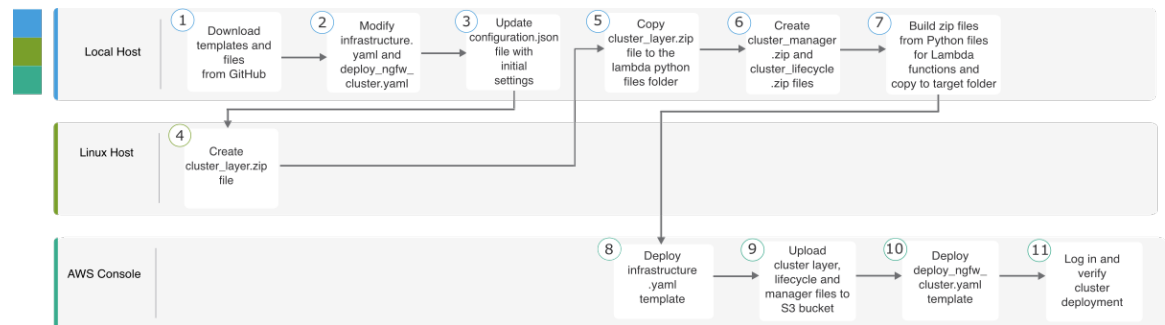 Local Host
1
Download
templates and
files
from GitHub
2
Modify
infrastructure.
yaml and
deploy_ngfw_
cluster.yaml
3
Update
configuration.json
file with
initial
settings
5
Copy
cluster_layer.zip
file to the
lambda python
files folder
6
Create
cluster_manager
.zip and
cluster_lifecycle
.zip files
7
Build zip files
from Python files
for Lambda
functions and
copy to target folder
Linux Host
4
Create
cluster_layer.zip
file
AWS Console
8
Deploy
infrastructure
.yaml
template
9
Upload
cluster layer,
lifecycle and
manager files to
S3 bucket
10
Deploy
deploy_ngfw_
cluster.yaml
template
11
Log in and
verify
cluster
deployment